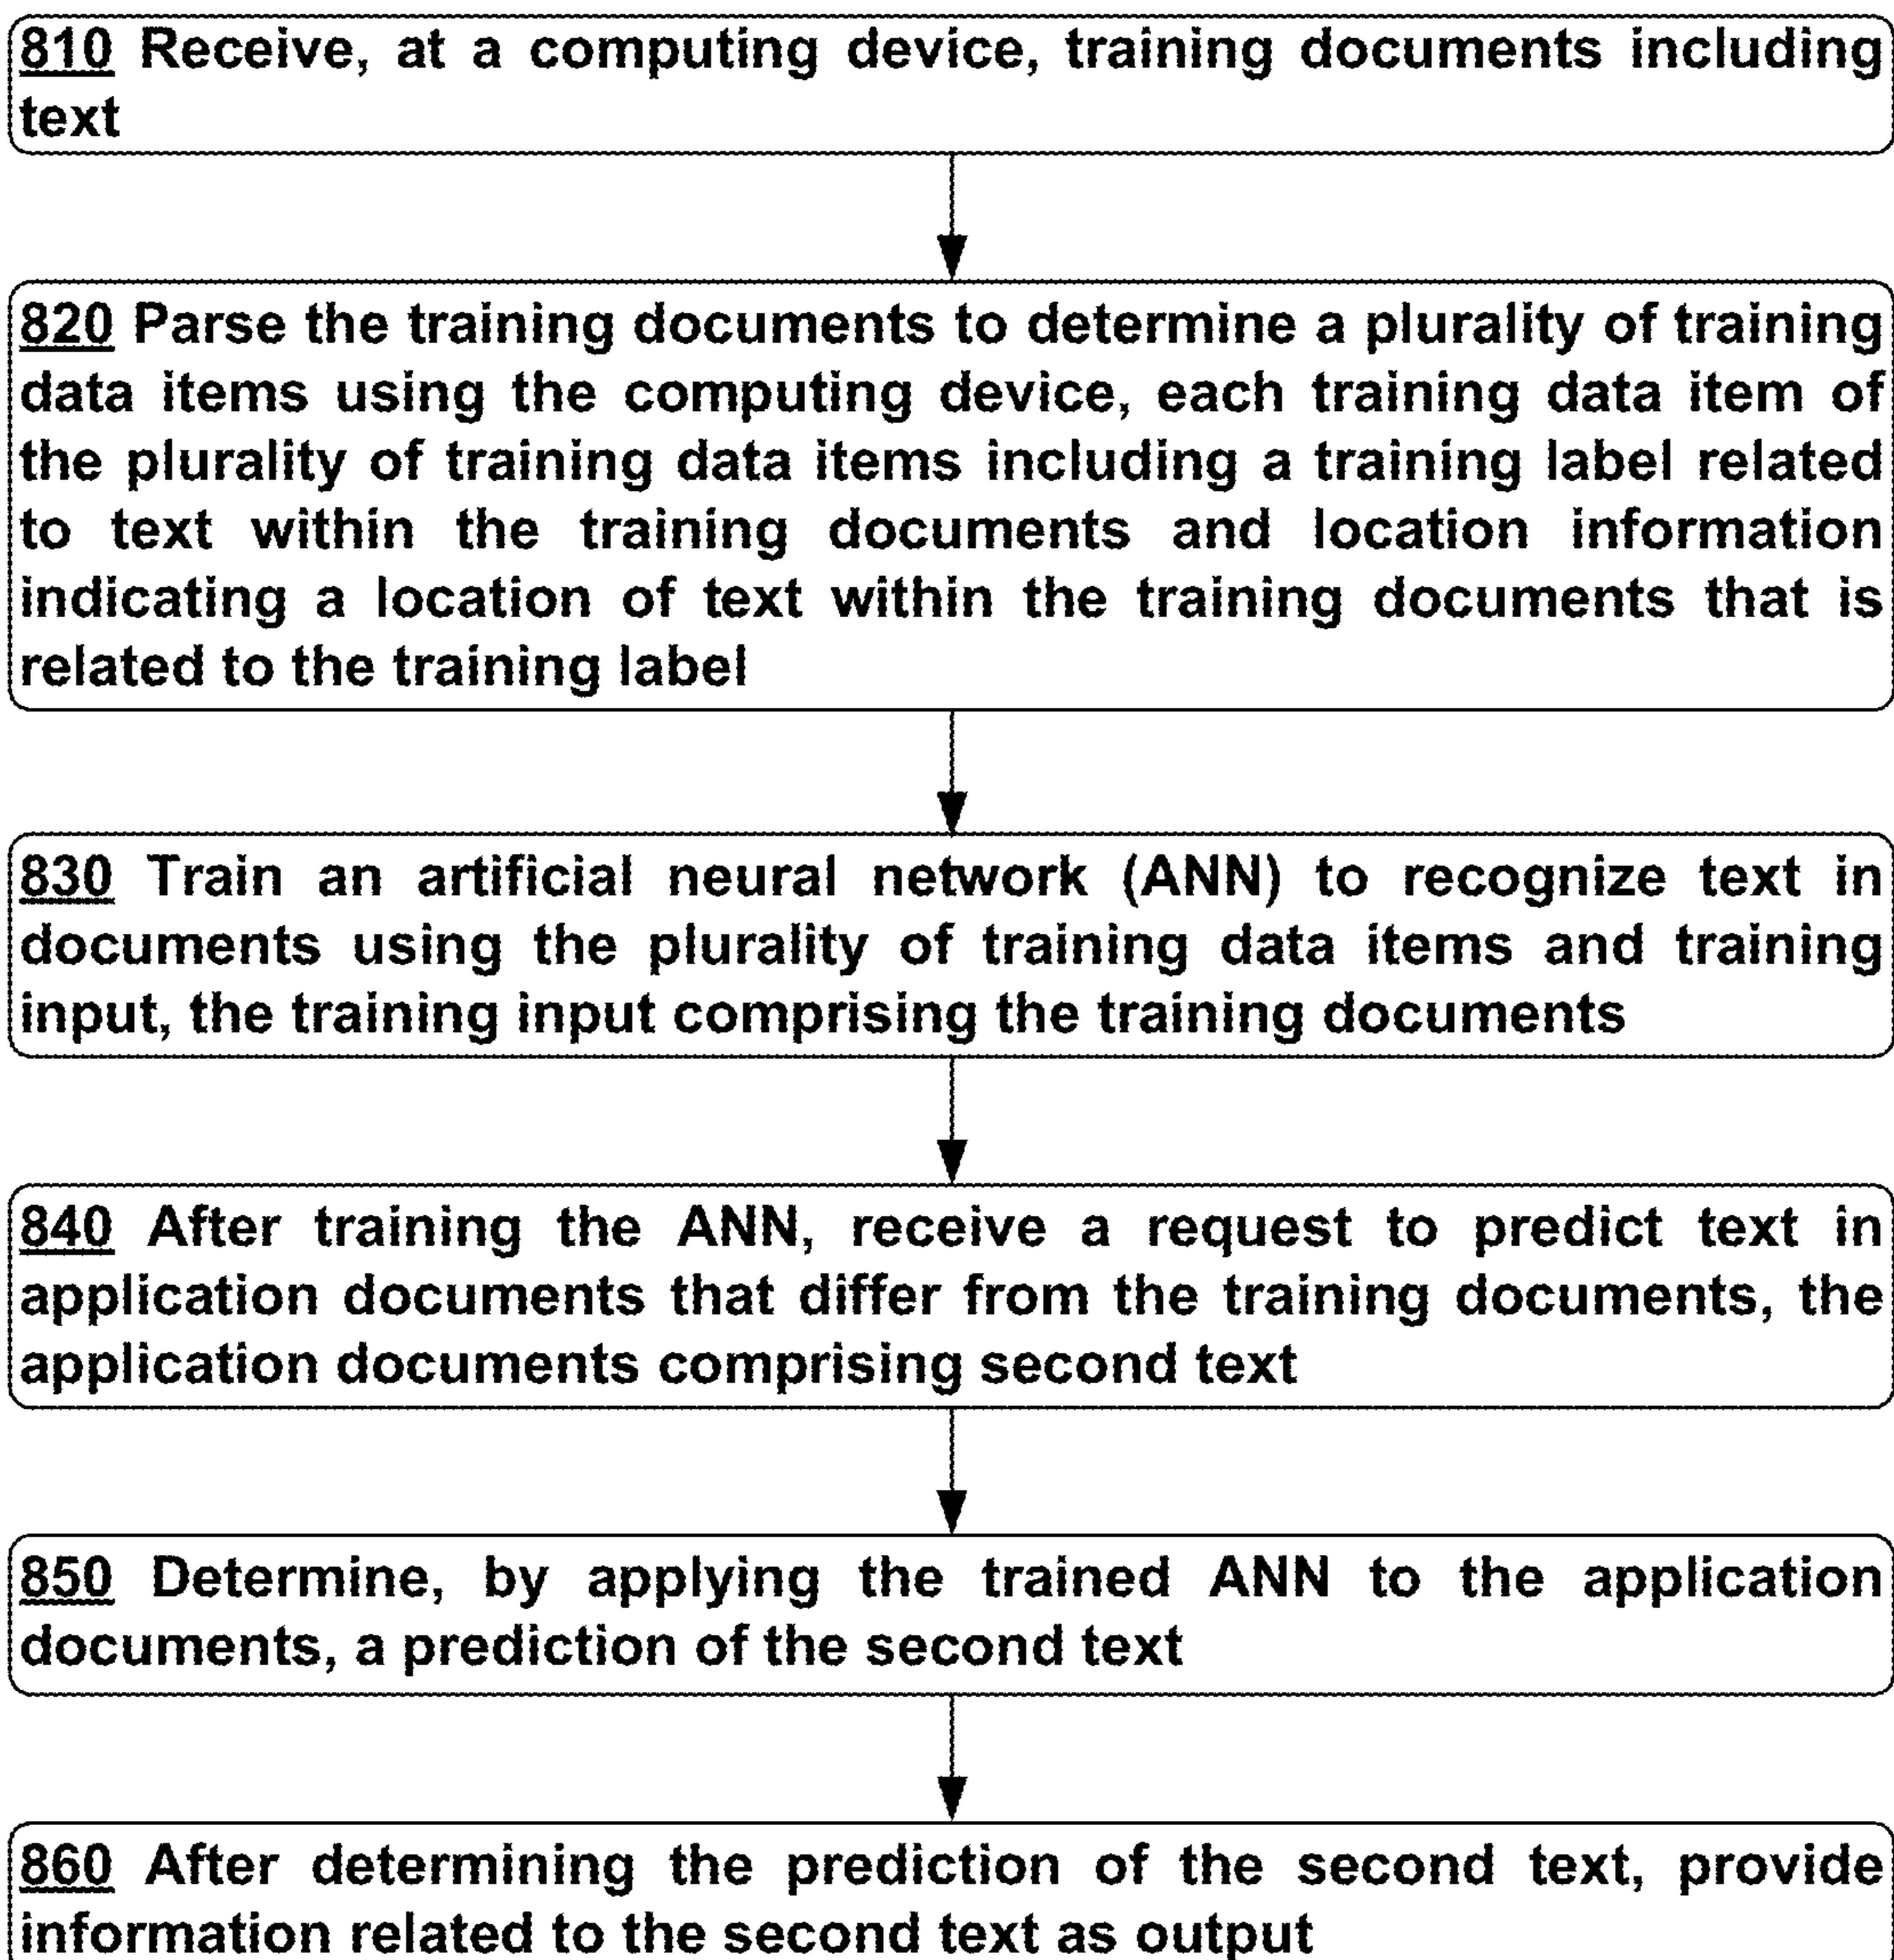 810 Receive, at a computing device, training documents including
text
820 Parse the training documents to determine a plurality of training
data items using the computing device, each training data item of
the plurality of training data items including a training label related
to text within the training documents and location information
indicating a location of text within the training documents that is
related to the training label
830 Train an artificial neural network (ANN) to recognize text in
documents using the plurality of training data items and training
input, the training input comprising the training documents
840 After training the ANN, receive a request to predict text in
application documents that differ from the training documents, the
application documents comprising second text
850 Determine, by applying the trained ANN to the application
documents, a prediction of the second text
860 After determining the prediction of the second text, provide
information related to the second text as output